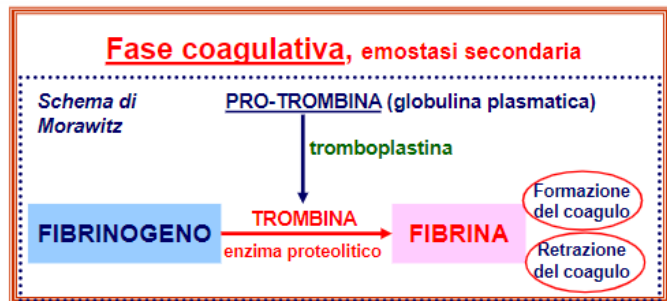 Fase coagulativa, emostasi secondaria
Schema di
Morawitz
PRO-TROMBINA (globulina plasmatica)
tromboplastina
FIBRINOGENO
TROMBINA
enzima proteolitico
FIBRINA
Formazione
del coagulo
Retrazione
del coagulo